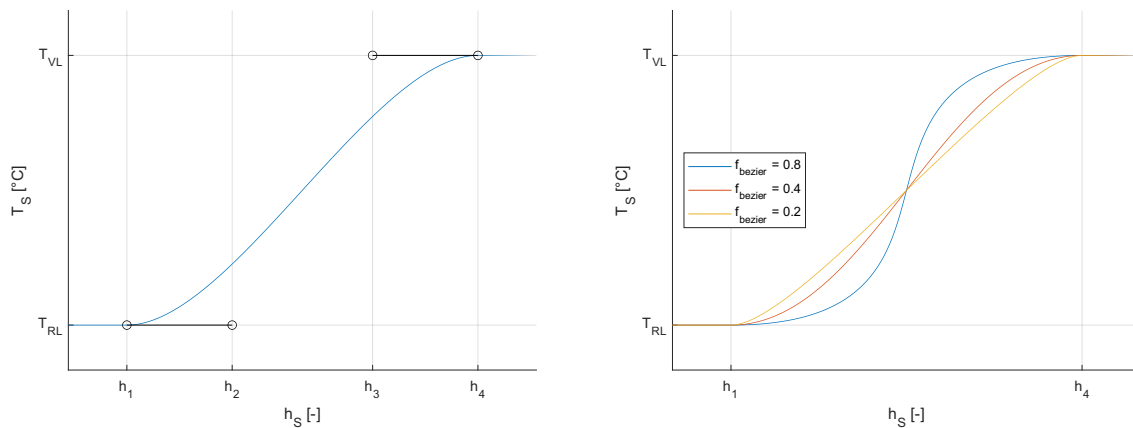 T_VL
T_RL
T_S [°C]
h_1 h_2 h_3 h_4
h_S [-]
T_VL
T_RL
T_S [°C]
f_bezier = 0.8
f_bezier = 0.4
f_bezier = 0.2
h_1 h_4
h_S [-]